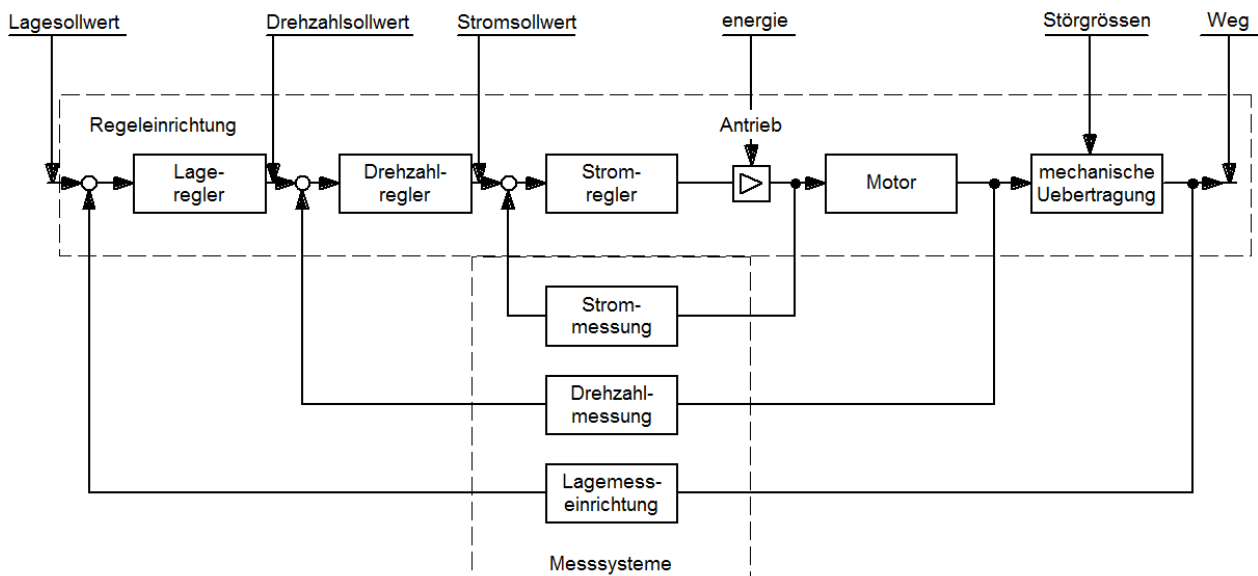 Lagesollwert
Drehzahlsollwert
Stromsollwert
energie
Störgrössen
Weg
Regeleinrichtung
Antrieb
Lage-
regler
Drehzahl-
regler
Strom-
regler
Motor
mechanische
Uebertragung
Strom-
messung
Drehzahl-
messung
Lagemess-
einrichtung
Messsysteme